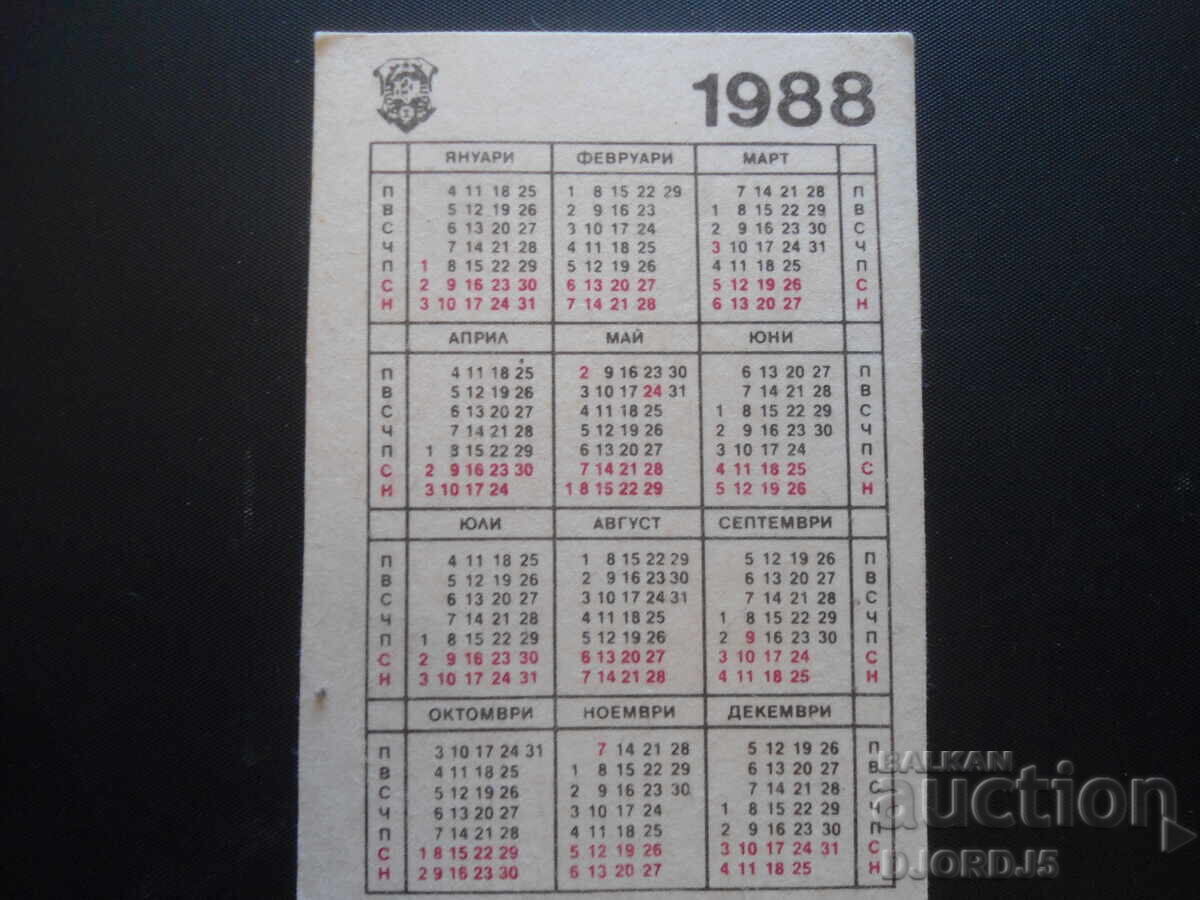 1988
ЯНУАРИ ФЕВРУАРИ МАРТ
П 4 11 18 25 1 8 15 22 29 7 14 21 28 П
В 5 12 19 26 2 9 16 23 1 8 15 22 29 В
С 6 13 20 27 3 10 17 24 2 9 16 23 30 С
Ч 7 14 21 28 4 11 18 25 3 10 17 24 31 Ч
П 1 8 15 22 29 5 12 19 26 4 11 18 25 П
С 2 9 16 23 30 6 13 20 27 5 12 19 26 С
Н 3 10 17 24 31 7 14 21 28 6 13 20 27 Н
АПРИЛ МАЙ ЮНИ
П 4 11 18 25 2 9 16 23 30 6 13 20 27 П
В 5 12 19 26 3 10 17 24 31 7 14 21 28 В
С 6 13 20 27 4 11 18 25 1 8 15 22 29 С
Ч 7 14 21 28 5 12 19 26 2 9 16 23 30 Ч
П 1 8 15 22 29 6 13 20 27 3 10 17 24 П
С 2 9 16 23 30 7 14 21 28 4 11 18 25 С
Н 3 10 17 24 1 8 15 22 29 5 12 19 26 Н
ЮЛИ АВГУСТ СЕПТЕМВРИ
П 4 11 18 25 1 8 15 22 29 5 12 19 26 П
В 5 12 19 26 2 9 16 23 30 6 13 20 27 В
С 6 13 20 27 3 10 17 24 31 7 14 21 28 С
Ч 7 14 21 28 4 11 18 25 1 8 15 22 29 Ч
П 1 8 15 22 29 5 12 19 26 2 9 16 23 30 П
С 2 9 16 23 30 6 13 20 27 3 10 17 24 С
Н 3 10 17 24 31 7 14 21 28 4 11 18 25 Н
ОКТОМВРИ НОЕМВРИ ДЕКЕМВРИ
П 3 10 17 24 31 7 14 21 28 5 12 19 26 П
В 4 11 18 25 1 8 15 22 29 6 13 20 27 В
С 5 12 19 26 2 9 16 23 30 7 14 21 28 С
Ч 6 13 20 27 3 10 17 24 1 8 15 22 29 Ч
П 7 14 21 28 4 11 18 25 2 9 16 23 30 П
С 1 8 15 22 29 5 12 19 26 3 10 17 24 31 С
Н 2 9 16 23 30 6 13 20 27 4 11 18 25 Н
BALKAN
auction
DJORDJ5